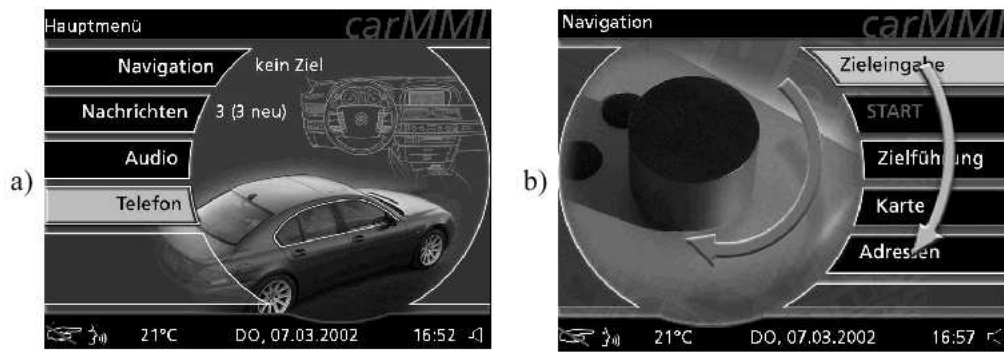 a)
Hauptmenü carMMI
Navigation kein Ziel
Nachrichten 3 (3 neu)
Audio
Telefon
21°C DO, 07.03.2002 16:52
b)
Navigation carMMI
Zieleingabe
START
Zielführung
Karte
Adressen
21°C DO, 07.03.2002 16:57